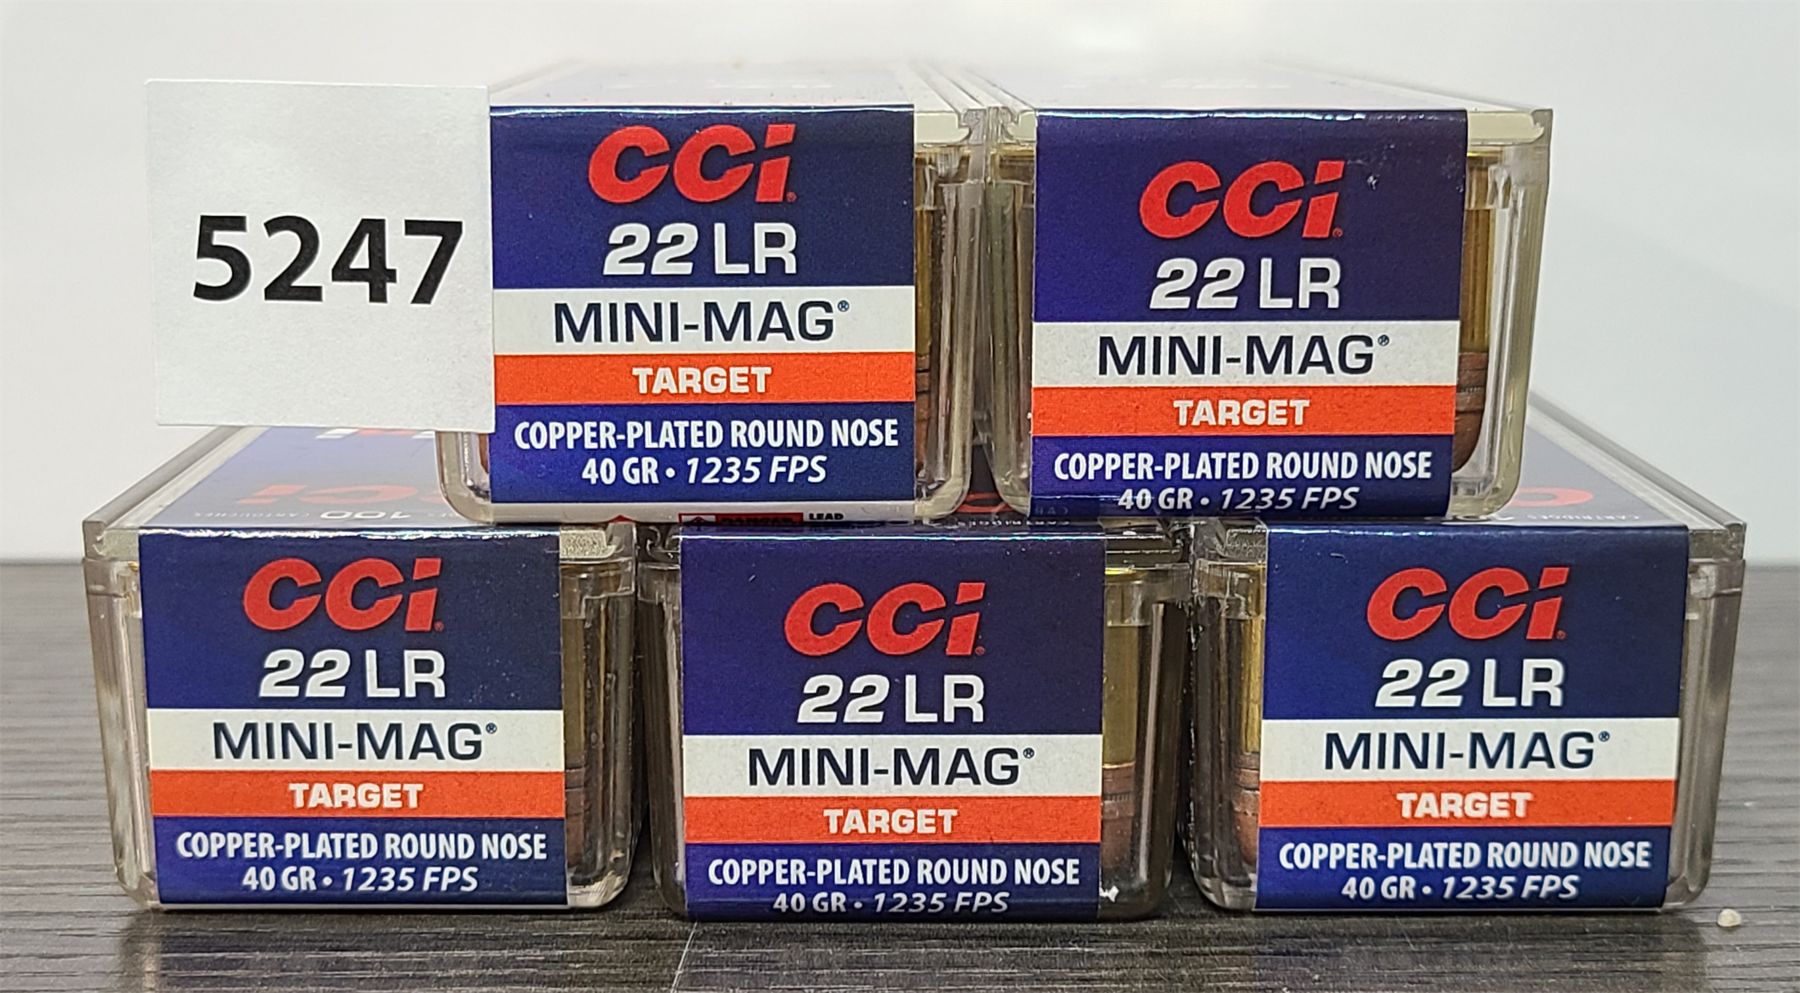 5247
CCI
22 LR
MINI-MAG®
TARGET
COPPER-PLATED ROUND NOSE
40 GR • 1235 FPS
CCI
22 LR
MINI-MAG®
TARGET
COPPER-PLATED ROUND NOSE
40 GR • 1235 FPS
LEAD
100 CARTOUCHES
CCI
22 LR
MINI-MAG®
TARGET
COPPER-PLATED ROUND NOSE
40 GR • 1235 FPS
CCI
22 LR
MINI-MAG®
TARGET
COPPER-PLATED ROUND NOSE
40 GR • 1235 FPS
CCI
22 LR
MINI-MAG®
TARGET
COPPER-PLATED ROUND NOSE
40 GR • 1235 FPS